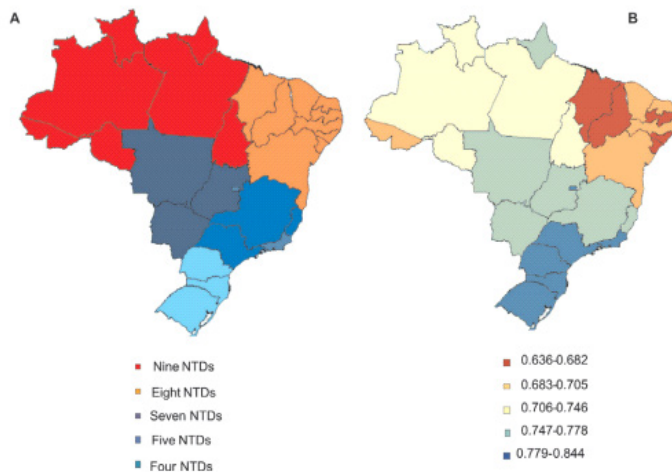 A
B
Nine NTDs
Eight NTDs
Seven NTDs
Five NTDs
Four NTDs
0.636-0.682
0.683-0.705
0.706-0.746
0.747-0.778
0.779-0.844